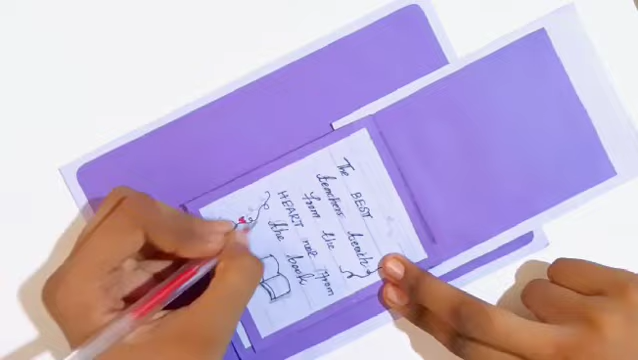 The BEST
teachers teach
from the
HEART not from
the book